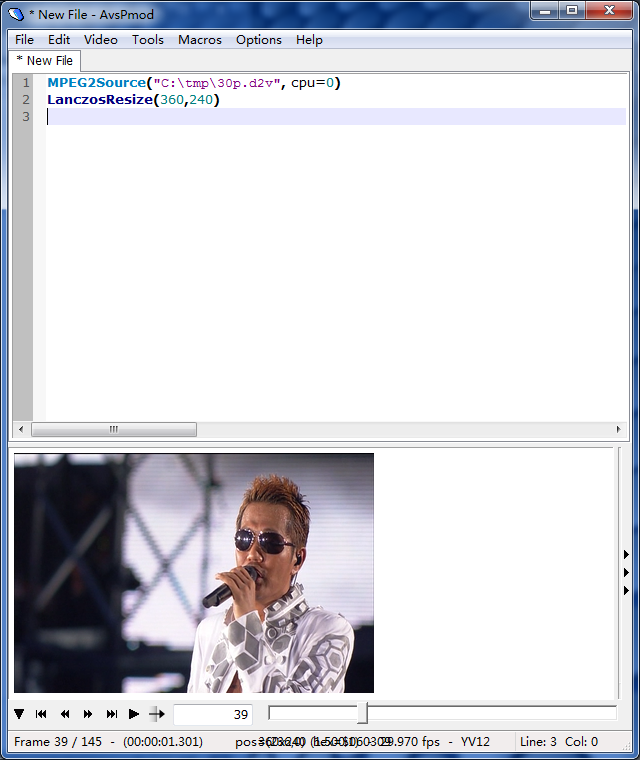 * New File - AvsPmod
File Edit Video Tools Macros Options Help
* New File
1 MPEG2Source("C:\tmp\30p.d2v", cpu=0)
2 LanczosResize(360,240)
3
39
Frame 39 / 145 - (00:00:01.301) 29.970 fps - YV12 Line: 3 Col: 0